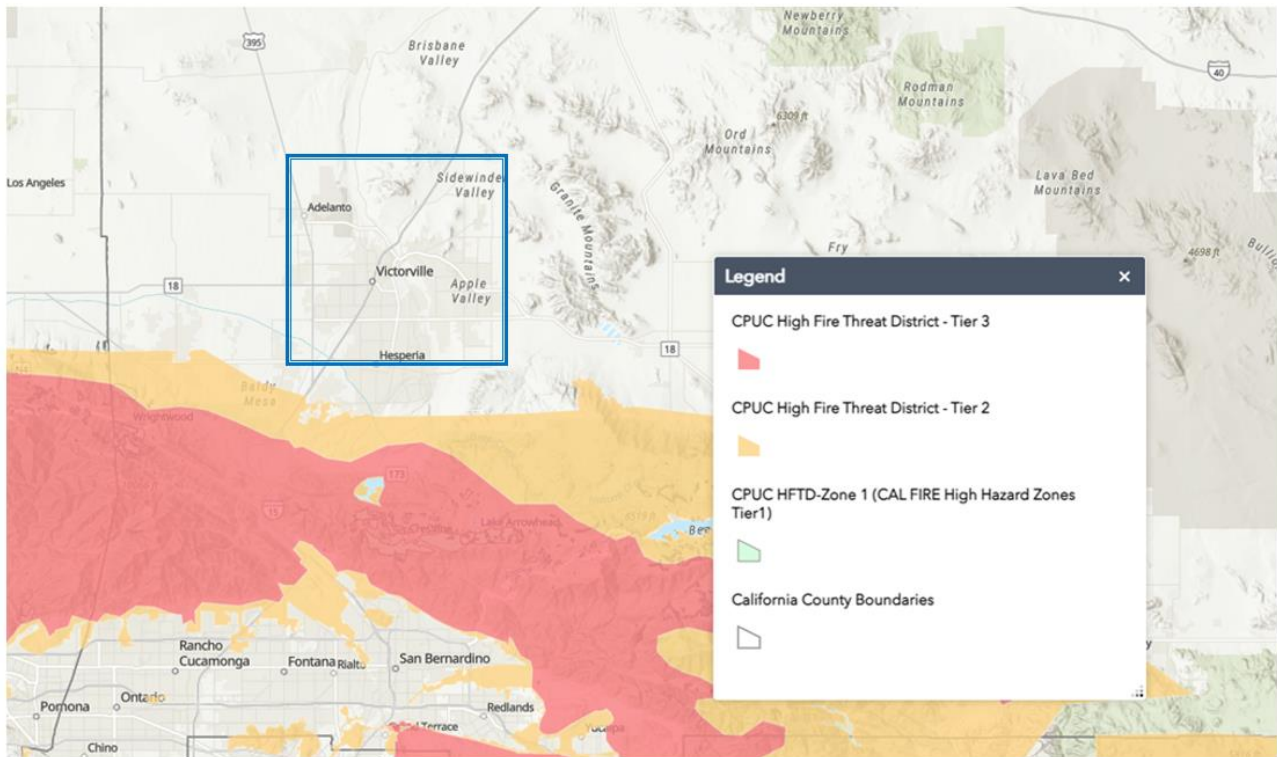 Newberry
Mountains
395
Brisbane
Valley
40
Rodman
Mountains
6309 ft
Ord
Mountains
Lava Bed
Mountains
Los Angeles
Sidewinder
Valley
Adelanto
Granite Mountains
Fry
4698 ft
Victorville
Apple
Valley
18
18
Hesperia
Baldy
Mesa
Wrightwood
173
15
Lake Arrowhead
Rancho
Cucamonga
Fontana
Rialto
San Bernardino
Ontario
Pomona
Redlands
Terrace
Yucaipa
Chino
Legend
×
CPUC High Fire Threat District - Tier 3
CPUC High Fire Threat District - Tier 2
CPUC HFTD-Zone 1 (CAL FIRE High Hazard Zones
Tier1)
California County Boundaries